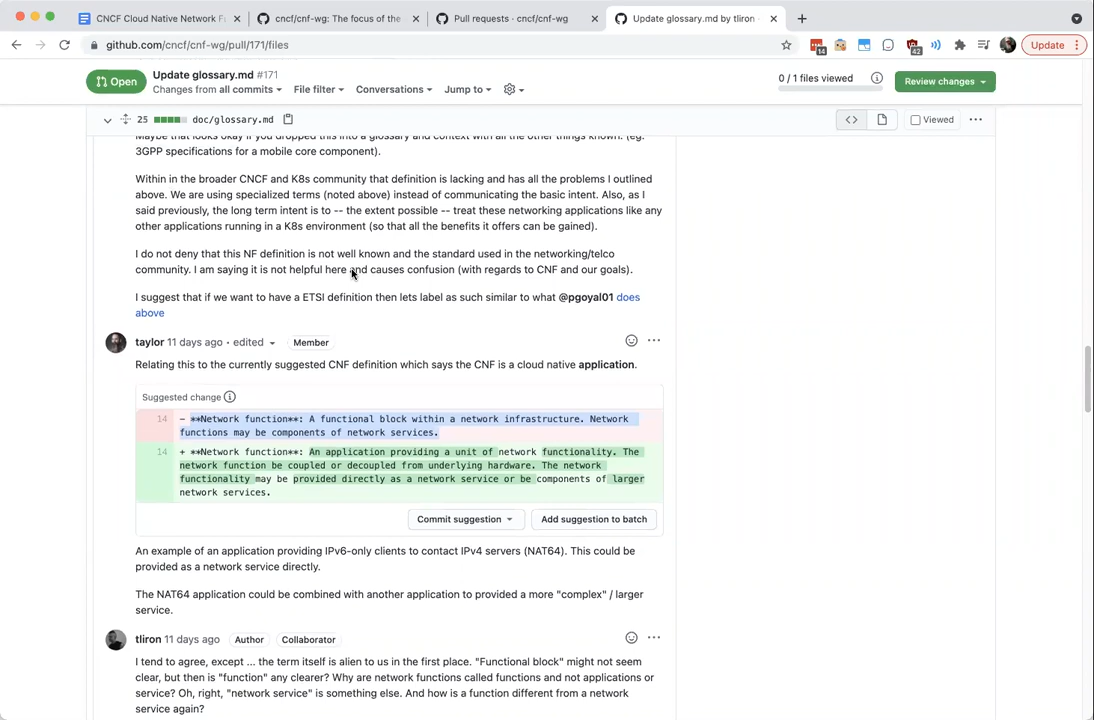 CNCF Cloud Native Network F
cncf/cnf-wg: The focus of the
Pull requests · cncf/cnf-wg
Update glossary.md by tliron
github.com/cncf/cnf-wg/pull/171/files
14
42
Update
Open
Update glossary.md #171
Changes from all commits
File filter
Conversations
Jump to
0 / 1 files viewed
Review changes
25
doc/glossary.md
Viewed
Maybe that looks okay if you dropped this into a glossary and context with all the other things known. (eg.
3GPP specifications for a mobile core component).
Within in the broader CNCF and K8s community that definition is lacking and has all the problems I outlined
above. We are using specialized terms (noted above) instead of communicating the basic intent. Also, as I
said previously, the long term intent is to -- the extent possible -- treat these networking applications like any
other applications running in a K8s environment (so that all the benefits it offers can be gained).
I do not deny that this NF definition is not well known and the standard used in the networking/telco
community. I am saying it is not helpful here and causes confusion (with regards to CNF and our goals).
I suggest that if we want to have a ETSI definition then lets label as such similar to what @pgoyal01 does
above
taylor 11 days ago · edited
Member
Relating this to the currently suggested CNF definition which says the CNF is a cloud native application.
Suggested change
14 - **Network function**: A functional block within a network infrastructure. Network
functions may be components of network services.
14 + **Network function**: An application providing a unit of network functionality. The
network function be coupled or decoupled from underlying hardware. The network
functionality may be provided directly as a network service or be components of larger
network services.
Commit suggestion
Add suggestion to batch
An example of an application providing IPv6-only clients to contact IPv4 servers (NAT64). This could be
provided as a network service directly.
The NAT64 application could be combined with another application to provided a more "complex" / larger
service.
tliron 11 days ago
Author
Collaborator
I tend to agree, except ... the term itself is alien to us in the first place. "Functional block" might not seem
clear, but then is "function" any clearer? Why are network functions called functions and not applications or
service? Oh, right, "network service" is something else. And how is a function different from a network
service again?